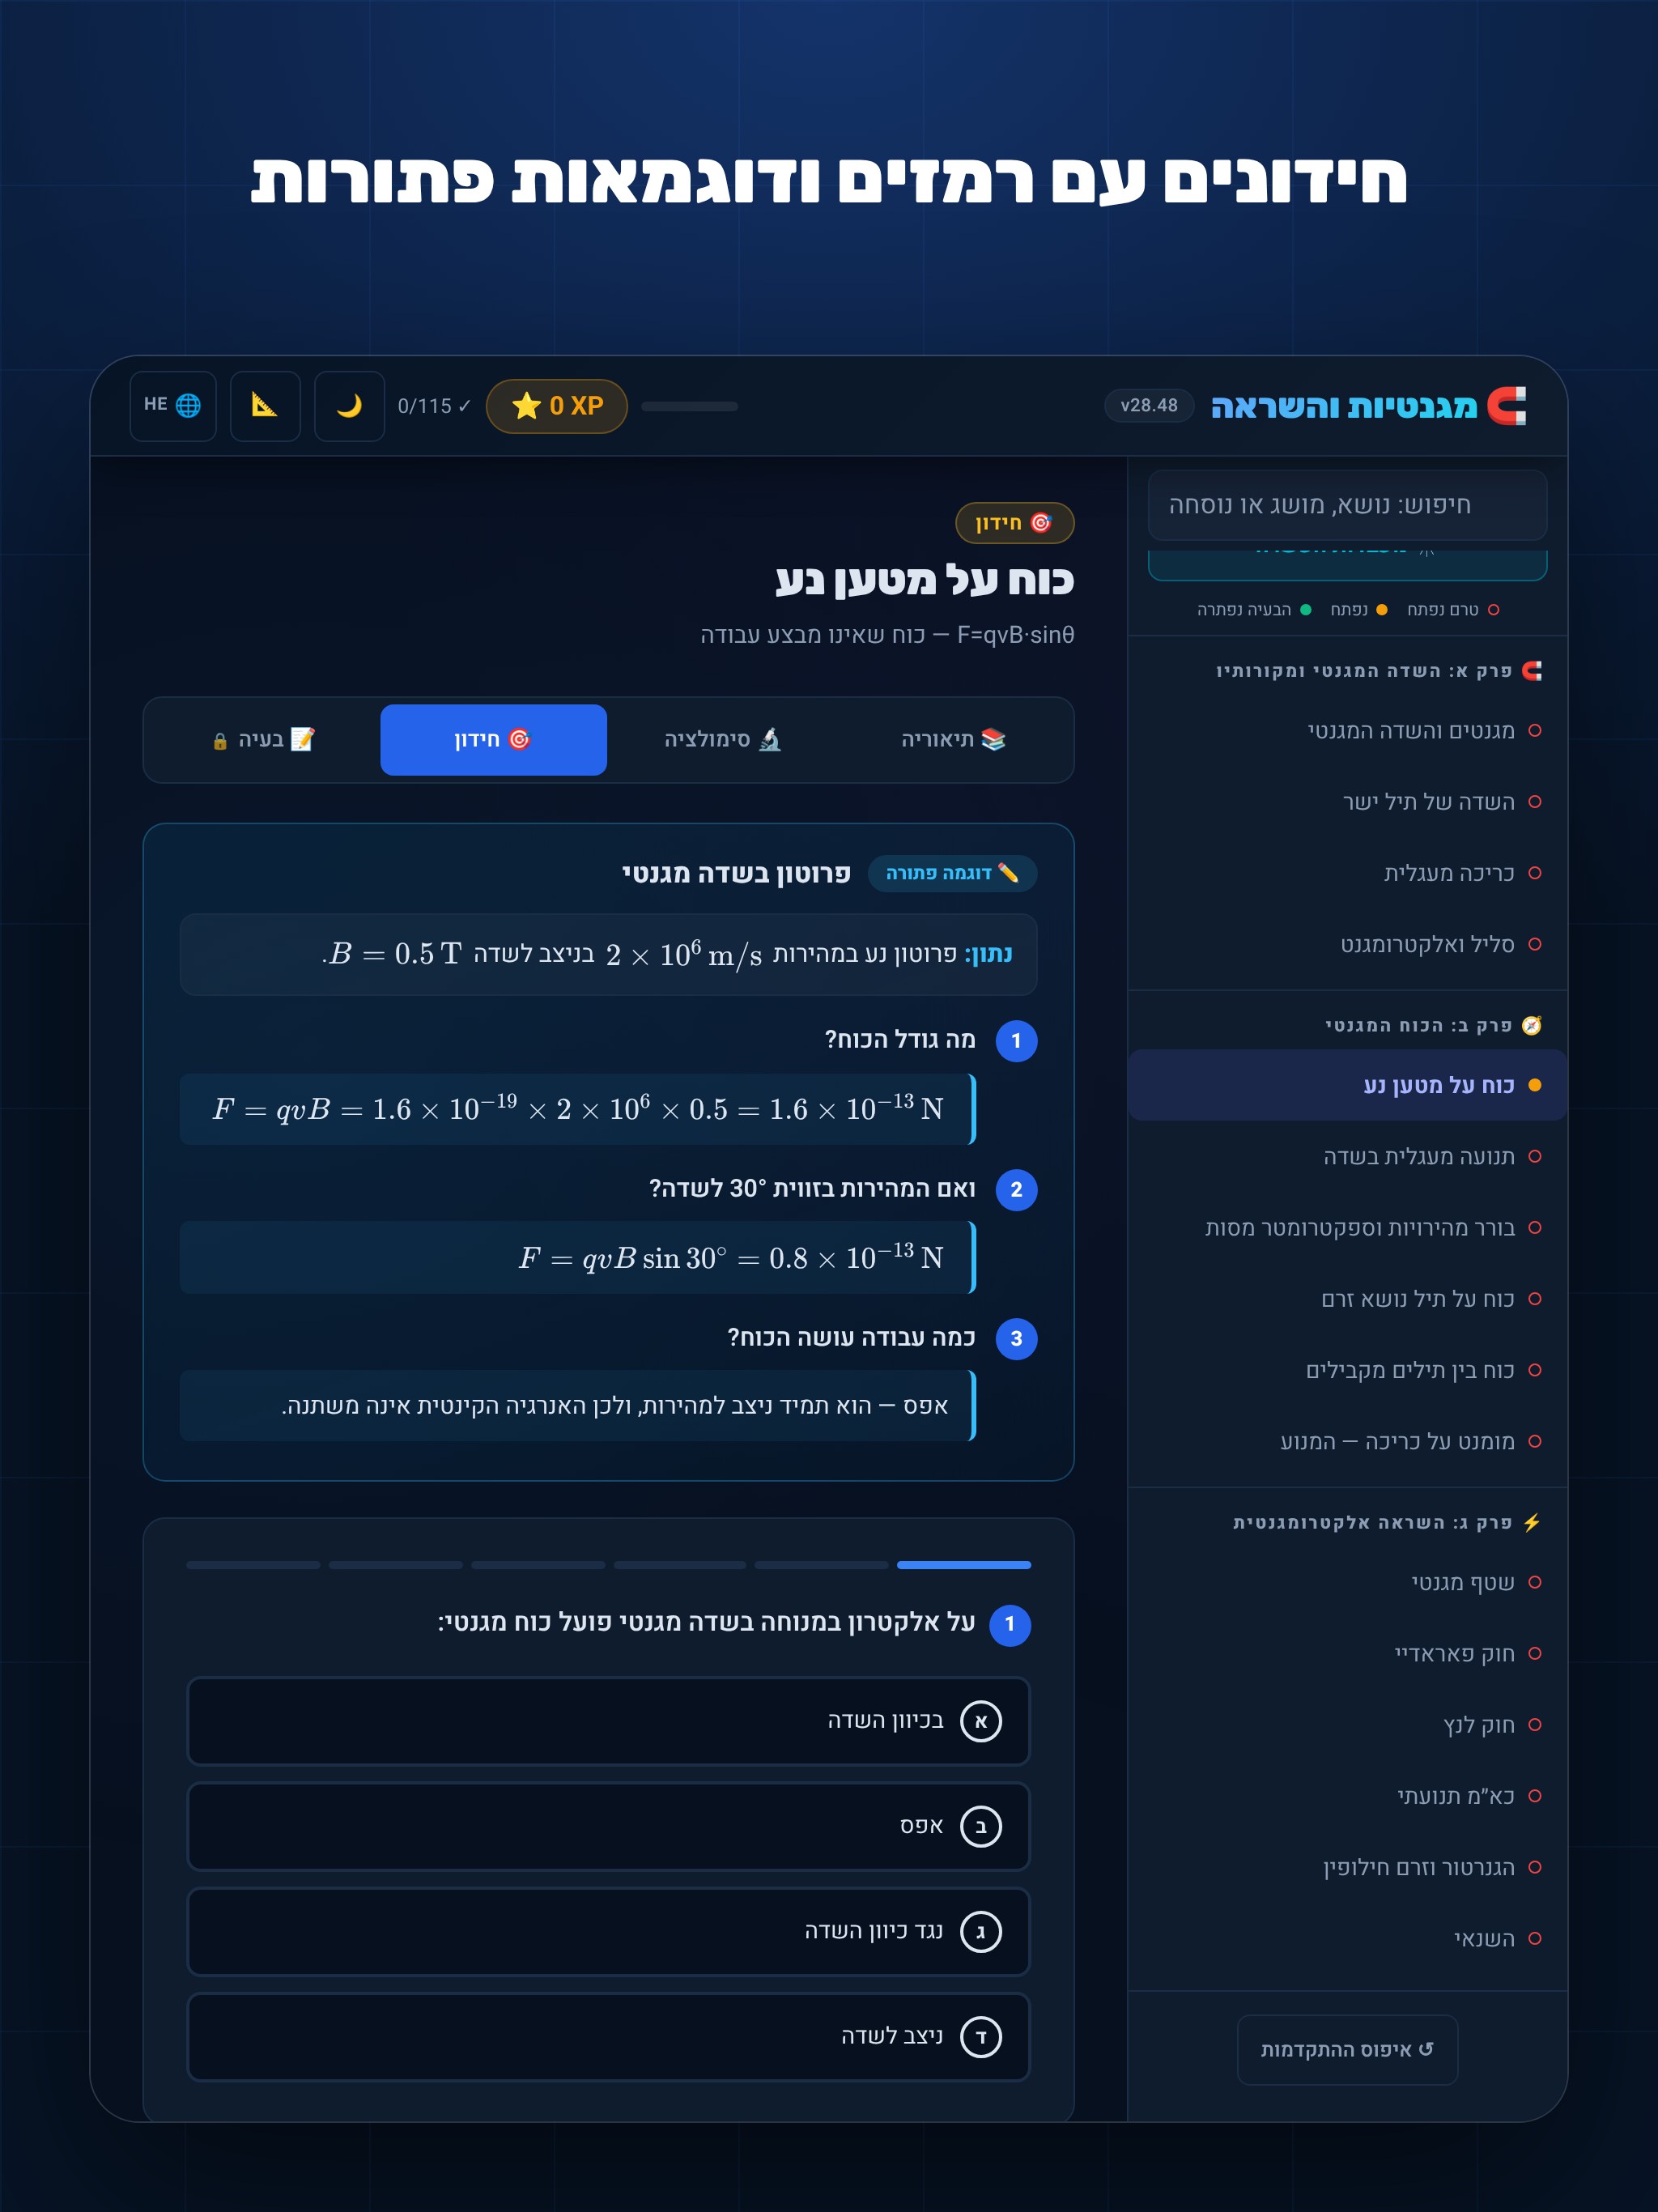 חידונים עם רמזים ודוגמאות פתורות
🧲 מגנטיות והשראה v28.48
⭐ 0 XP
0/115 ✓
🌙
📐
🌐 HE
חיפוש: נושא, מושג או נוסחה
טרם נפתח נפתח הבעיה נפתרה
🧲 פרק א: השדה המגנטי ומקורותיו
מגנטים והשדה המגנטי
השדה של תיל ישר
כריכה מעגלית
סליל ואלקטרומגנט
🧭 פרק ב: הכוח המגנטי
כוח על מטען נע
תנועה מעגלית בשדה
בורר מהירויות וספקטרומטר מסות
כוח על תיל נושא זרם
כוח בין תילים מקבילים
מומנט על כריכה — המנוע
⚡ פרק ג: השראה אלקטרומגנטית
שטף מגנטי
חוק פאראדיי
חוק לנץ
כא״מ תנועתי
הגנרטור וזרם חילופין
השנאי
↺ איפוס ההתקדמות
🎯 חידון
כוח על מטען נע
F=qvB·sinθ — כוח שאינו מבצע עבודה
📚 תיאוריה
🔬 סימולציה
🎯 חידון
📝 בעיה 🔒
✏️ דוגמה פתורה פרוטון בשדה מגנטי
נתון: פרוטון נע במהירות 2 × 10⁶ m/s בניצב לשדה B = 0.5 T.
1 מה גודל הכוח?
F = qvB = 1.6 × 10⁻¹⁹ × 2 × 10⁶ × 0.5 = 1.6 × 10⁻¹³ N
2 ואם המהירות בזווית 30° לשדה?
F = qvB sin 30° = 0.8 × 10⁻¹³ N
3 כמה עבודה עושה הכוח?
אפס — הוא תמיד ניצב למהירות, ולכן האנרגיה הקינטית אינה משתנה.
1 על אלקטרון במנוחה בשדה מגנטי פועל כוח מגנטי:
א בכיוון השדה
ב אפס
ג נגד כיוון השדה
ד ניצב לשדה